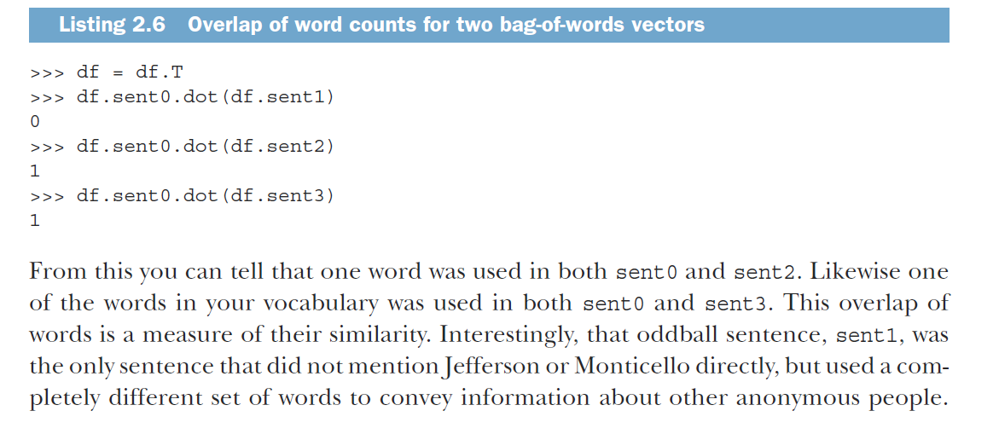 Listing 2.6 Overlap of word counts for two bag-of-words vectors
>>> df = df.T
>>> df.sent0.dot(df.sent1)
0
>>> df.sent0.dot(df.sent2)
1
>>> df.sent0.dot(df.sent3)
1
From this you can tell that one word was used in both sent0 and sent2. Likewise one
of the words in your vocabulary was used in both sent0 and sent3. This overlap of
words is a measure of their similarity. Interestingly, that oddball sentence, sent1, was
the only sentence that did not mention Jefferson or Monticello directly, but used a com-
pletely different set of words to convey information about other anonymous people.